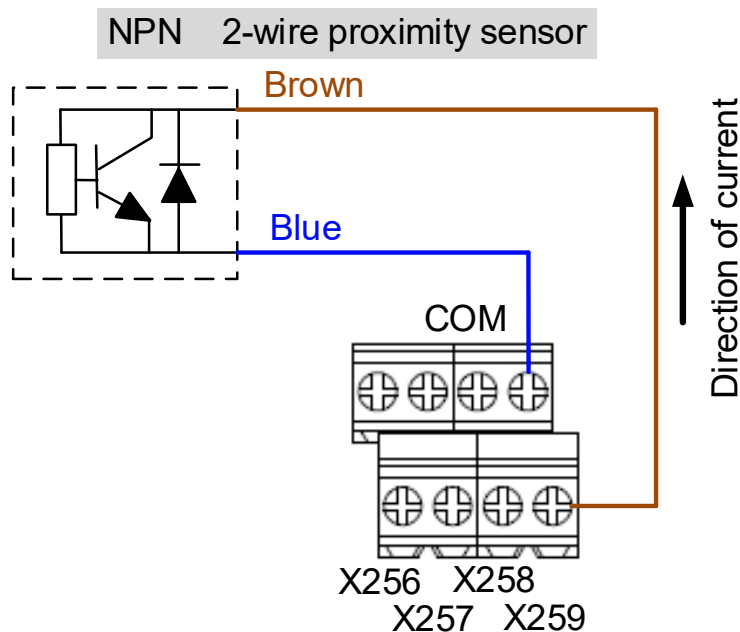 NPN 2-wire proximity sensor
Brown
Blue
COM
Direction of current
X256 X258
X257 X259